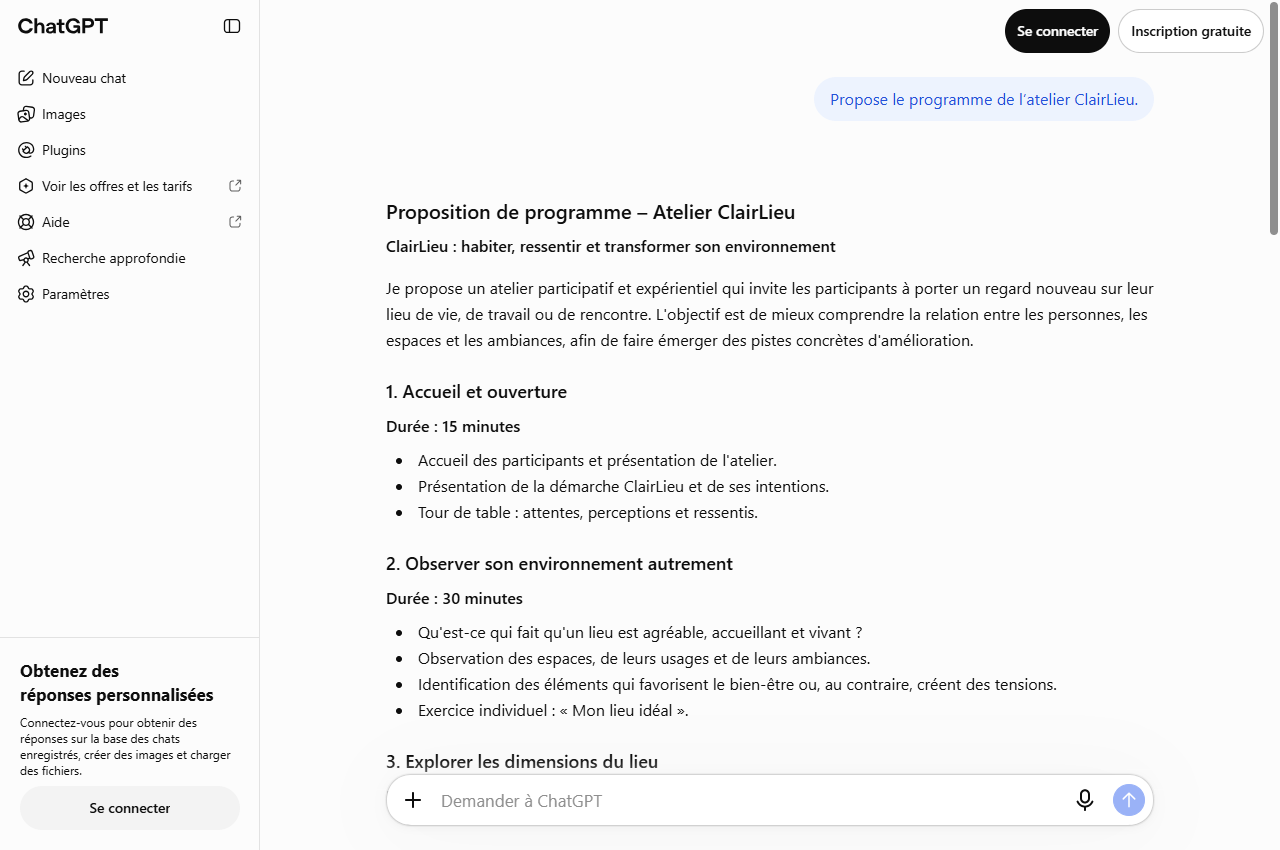 ChatGPT
Nouveau chat
Images
Plugins
Voir les offres et les tarifs
Aide
Recherche approfondie
Paramètres
Obtenez des
réponses personnalisées
Connectez-vous pour obtenir des
réponses sur la base des chats
enregistrés, créer des images et charger
des fichiers.
Se connecter
Se connecter
Inscription gratuite
Propose le programme de l'atelier ClairLieu.
Proposition de programme – Atelier ClairLieu
ClairLieu : habiter, ressentir et transformer son environnement
Je propose un atelier participatif et expérientiel qui invite les participants à porter un regard nouveau sur leur
lieu de vie, de travail ou de rencontre. L'objectif est de mieux comprendre la relation entre les personnes, les
espaces et les ambiances, afin de faire émerger des pistes concrètes d'amélioration.
1. Accueil et ouverture
Durée : 15 minutes
• Accueil des participants et présentation de l'atelier.
• Présentation de la démarche ClairLieu et de ses intentions.
• Tour de table : attentes, perceptions et ressentis.
2. Observer son environnement autrement
Durée : 30 minutes
• Qu'est-ce qui fait qu'un lieu est agréable, accueillant et vivant ?
• Observation des espaces, de leurs usages et de leurs ambiances.
• Identification des éléments qui favorisent le bien-être ou, au contraire, créent des tensions.
• Exercice individuel : « Mon lieu idéal ».
3. Explorer les dimensions du lieu
Demander à ChatGPT